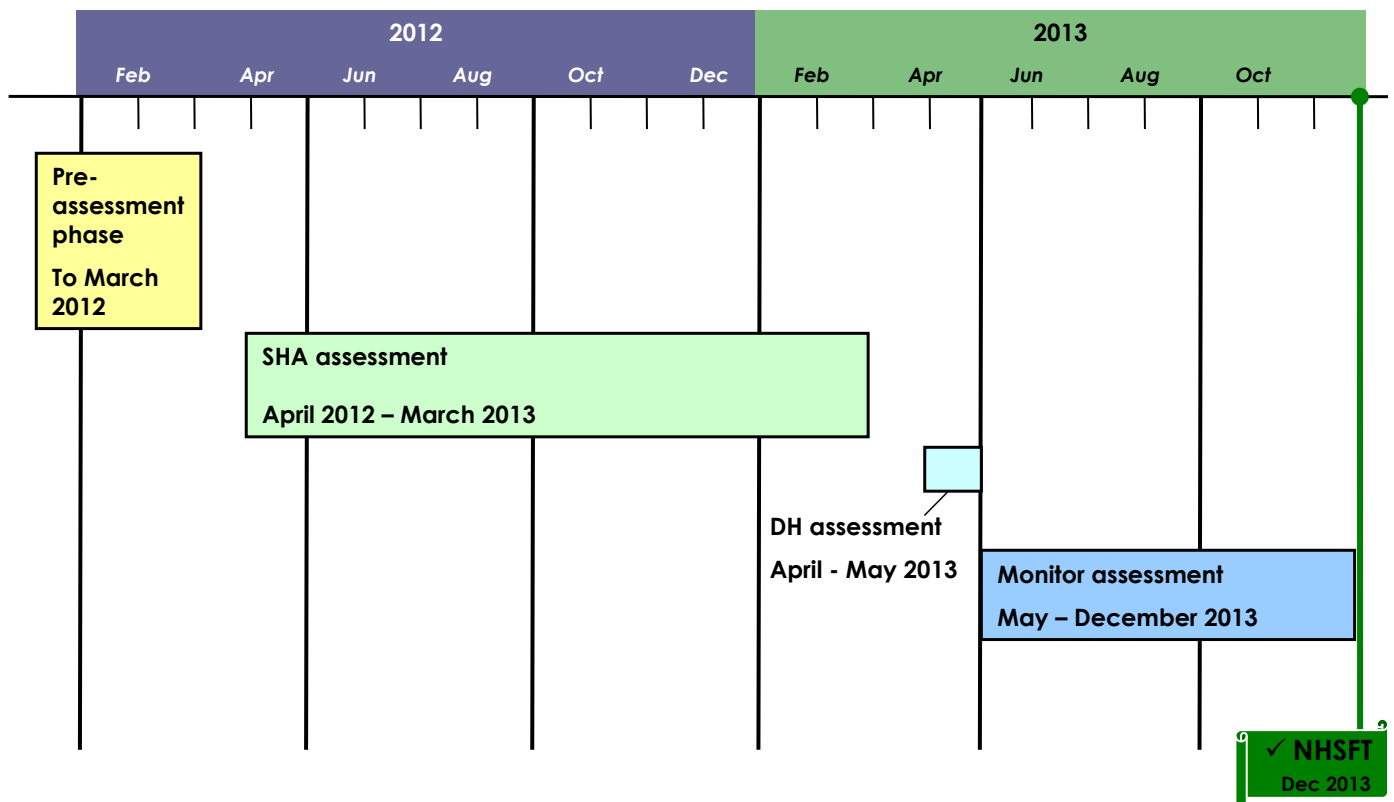 2012
2013
Feb Apr Jun Aug Oct Dec Feb Apr Jun Aug Oct
Pre-
assessment
phase
To March
2012
SHA assessment
April 2012 – March 2013
DH assessment
April - May 2013
Monitor assessment
May – December 2013
✓ NHSFT
Dec 2013